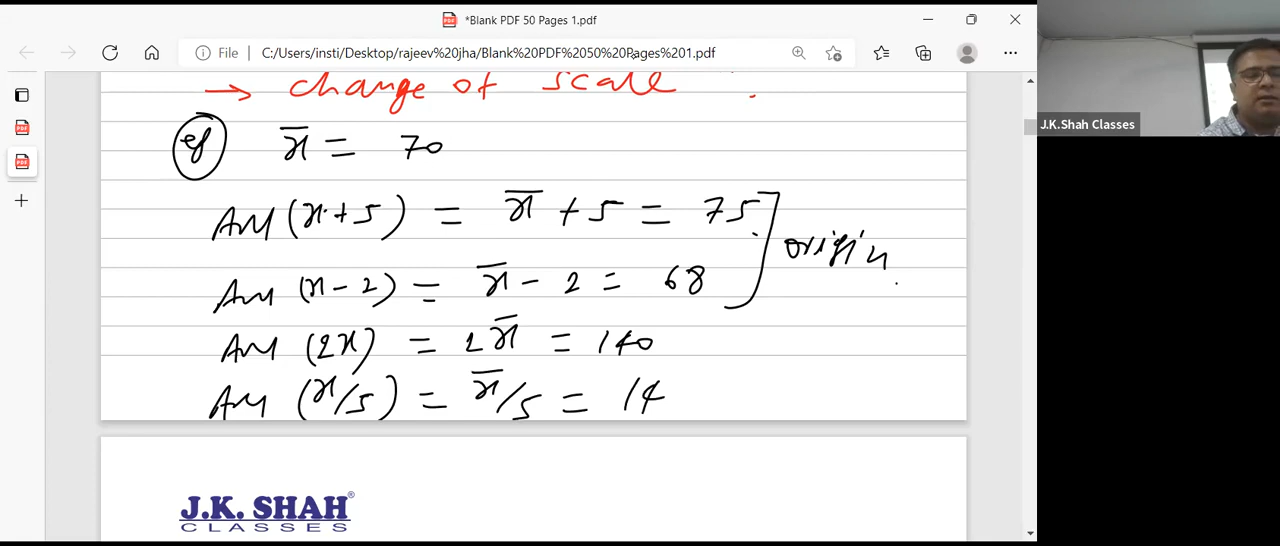 *Blank PDF 50 Pages 1.pdf
File C:/Users/insti/Desktop/rajeev%20jha/Blank%20PDF%2050%20Pages%201.pdf
→ change of scale
J.K.Shah Classes
eg x̅ = 70
AM (x+5) = x̅ + 5 = 75
origin
AM (x-2) = x̅ - 2 = 68
AM (2x) = 2x̅ = 140
AM (x/5) = x̅/5 = 14
J.K. SHAH®
CLASSES